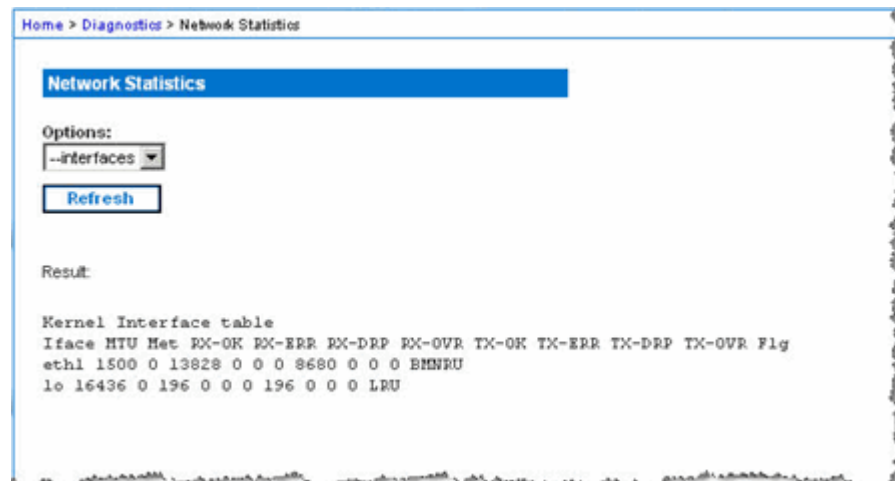 Home > Diagnostics > Network Statistics
Network Statistics
Options:
--interfaces
Refresh
Result:
Kernel Interface table
Iface MTU Met RX-OK RX-ERR RX-DRP RX-OVR TX-OK TX-ERR TX-DRP TX-OVR Flg
eth1 1500 0 13828 0 0 0 8680 0 0 0 BMNRU
lo 16436 0 196 0 0 0 196 0 0 0 LRU